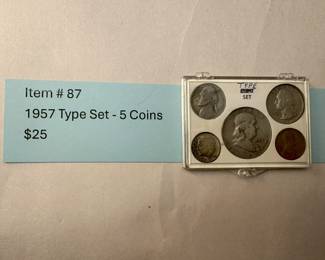 Item # 87
1957 Type Set - 5 Coins
$25
TYPE
SET